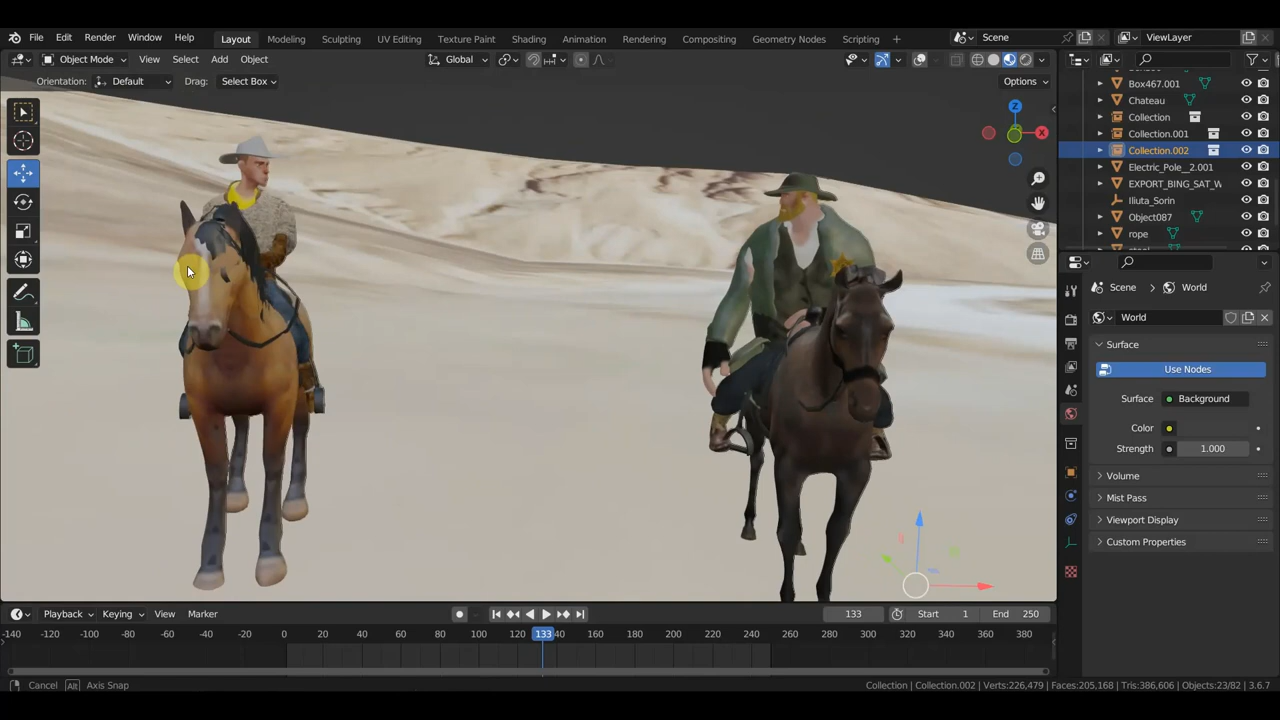 File Edit Render Window Help Layout Modeling Sculpting UV Editing Texture Paint Shading Animation Rendering Compositing Geometry Nodes Scripting + Scene ViewLayer
Object Mode View Select Add Object Global Options
Orientation: Default Drag: Select Box
Box467.001
Chateau
Collection
Collection.001
Collection.002
Electric_Pole__2.001
EXPORT_BING_SAT_W
Iliuta_Sorin
Object087
rope
Z
X
Scene > World
World
Surface
Use Nodes
Surface Background
Color
Strength 1.000
Volume
Mist Pass
Viewport Display
Custom Properties
Playback Keying View Marker 133 Start 1 End 250
-140 -120 -100 -80 -60 -40 -20 0 20 40 60 80 100 120 133 140 160 180 200 220 240 260 280 300 320 340 360 380
Cancel Alt Axis Snap Collection | Collection.002 | Verts:226,479 | Faces:205,168 | Tris:386,606 | Objects:23/82 | 3.6.7